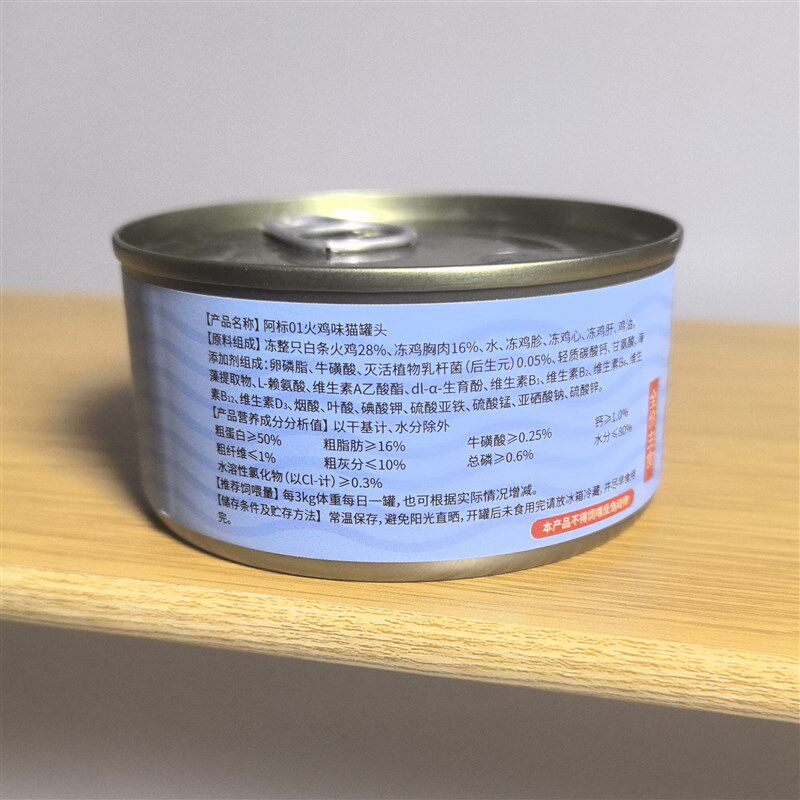 【产品名称】阿标01火鸡味猫罐头
【原料组成】冻整只白条火鸡28%、冻鸡胸肉16%、水、冻鸡胗、冻鸡心、冻鸡肝、鸡油。
添加剂组成：卵磷脂、牛磺酸、灭活植物乳杆菌（后生元）0.05%、轻质碳酸钙、甘氨酸、海
藻提取物、L-赖氨酸、维生素A乙酸酯、dl-α-生育酚、维生素B₁、维生素B₂、维生素B₆、维生
素B₁₂、维生素D₃、烟酸、叶酸、碘酸钾、硫酸亚铁、硫酸锰、亚硒酸钠、硫酸锌。
【产品营养成分分析值】以干基计、水分除外
粗蛋白≥50% 粗脂肪≥16% 牛磺酸≥0.25% 钙≥1.0%
粗纤维≤1% 粗灰分≤10% 总磷≥0.6% 水分≤80%
水溶性氯化物（以Cl-计）≥0.3%
【推荐饲喂量】每3kg体重每日一罐，也可根据实际情况增减。
【储存条件及贮存方法】常温保存，避免阳光直晒，开罐后未食用完请放冰箱冷藏，并尽早食用
完。
本产品不得饲喂反刍动物